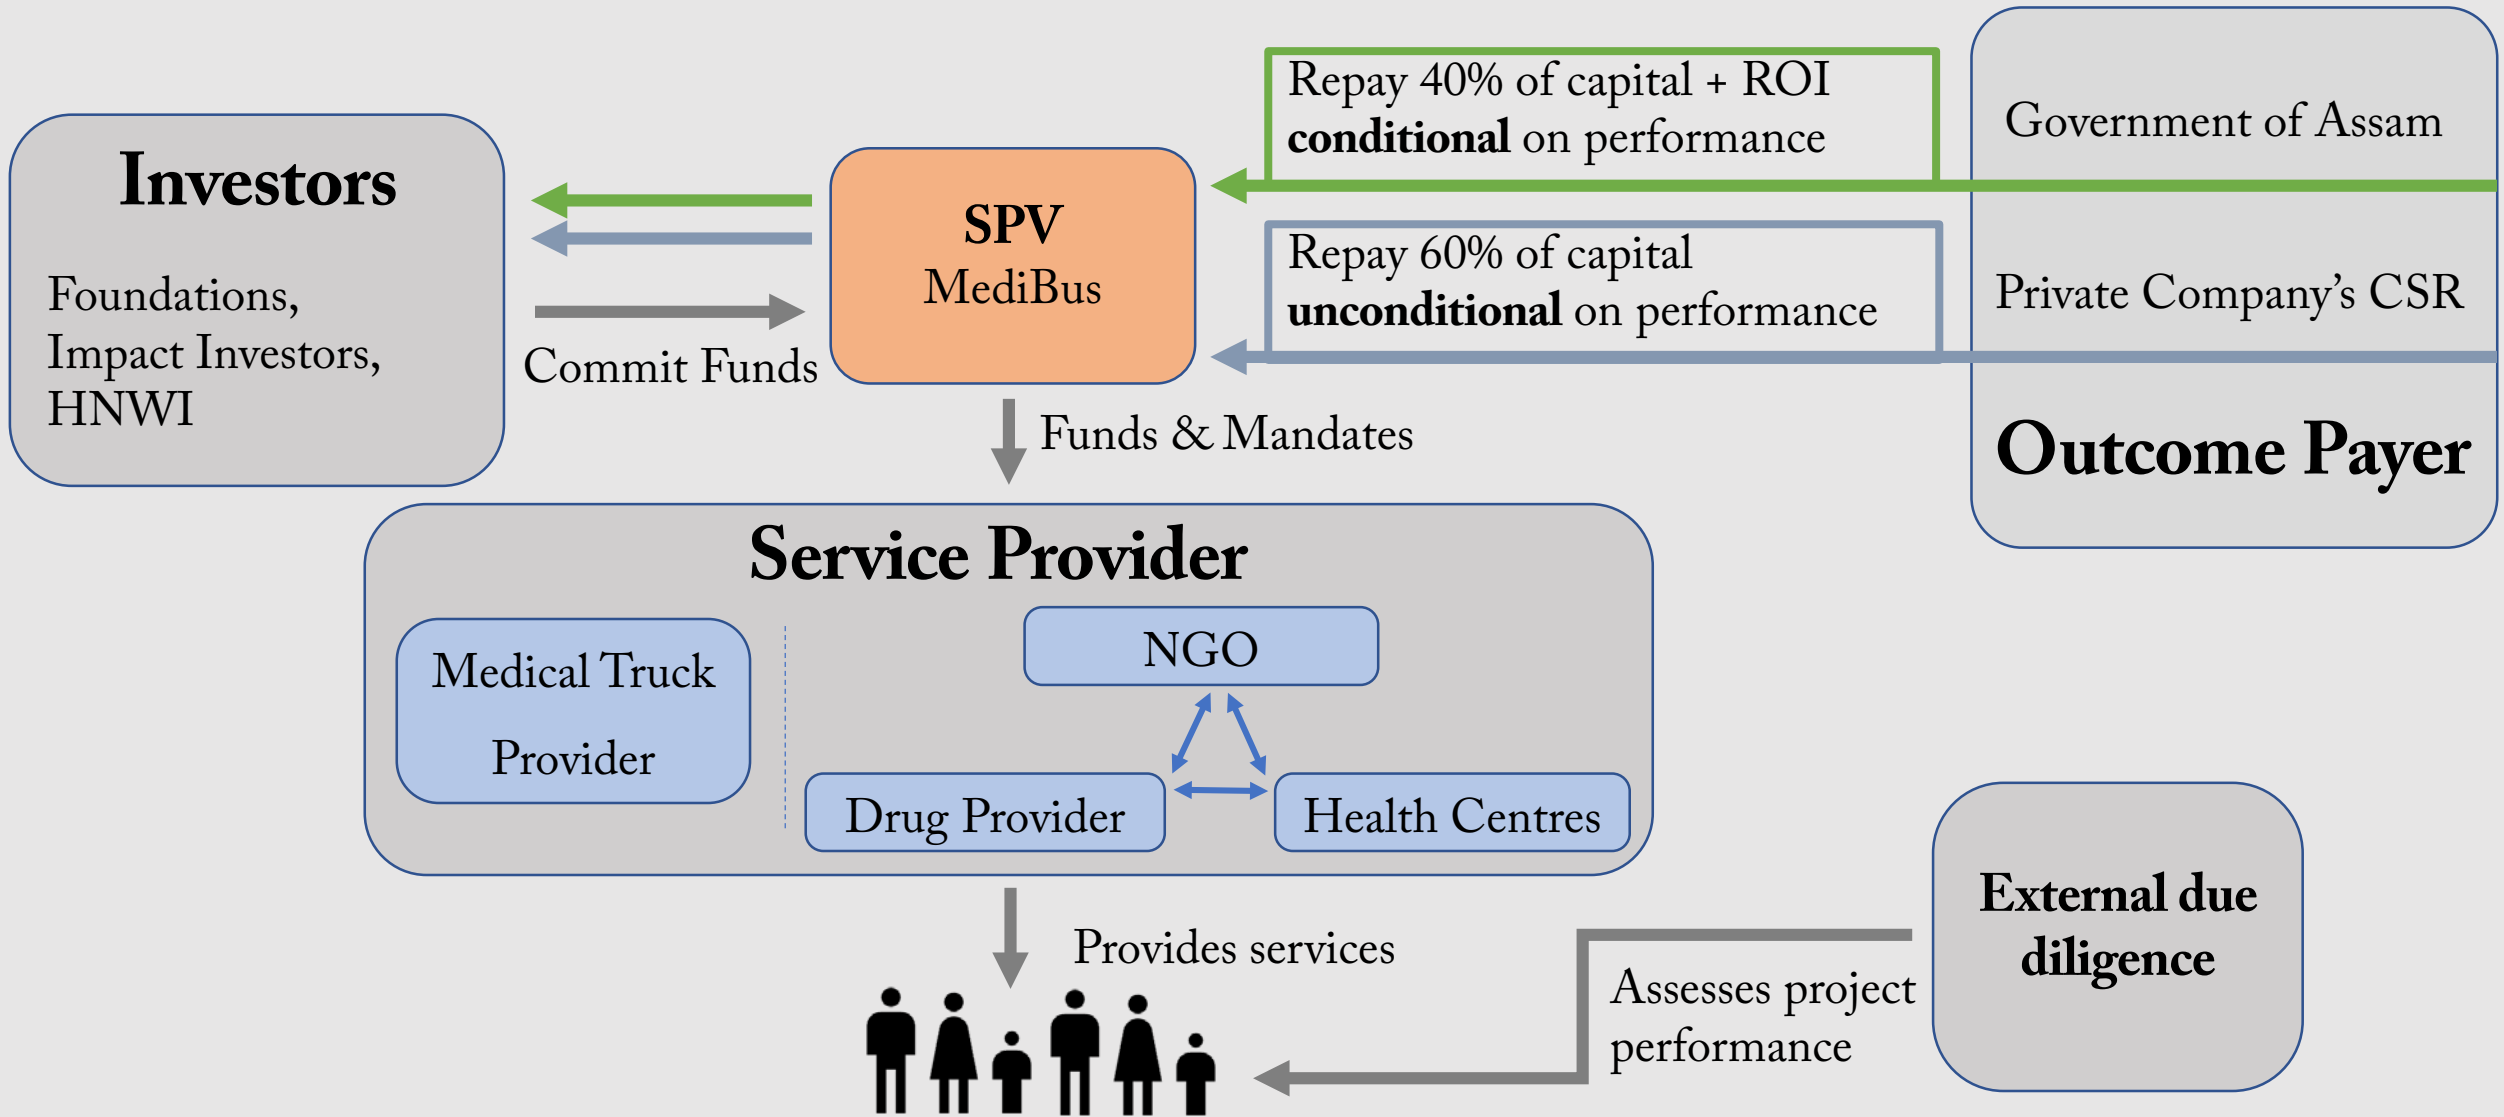 Investors
Foundations,
Impact Investors,
HNWI
Commit Funds
SPV
MediBus
Repay 40% of capital + ROI
conditional on performance
Repay 60% of capital
unconditional on performance
Government of Assam
Private Company’s CSR
Outcome Payer
Funds & Mandates
Service Provider
Medical Truck
Provider
NGO
Drug Provider
Health Centres
Provides services
Assesses project
performance
External due
diligence